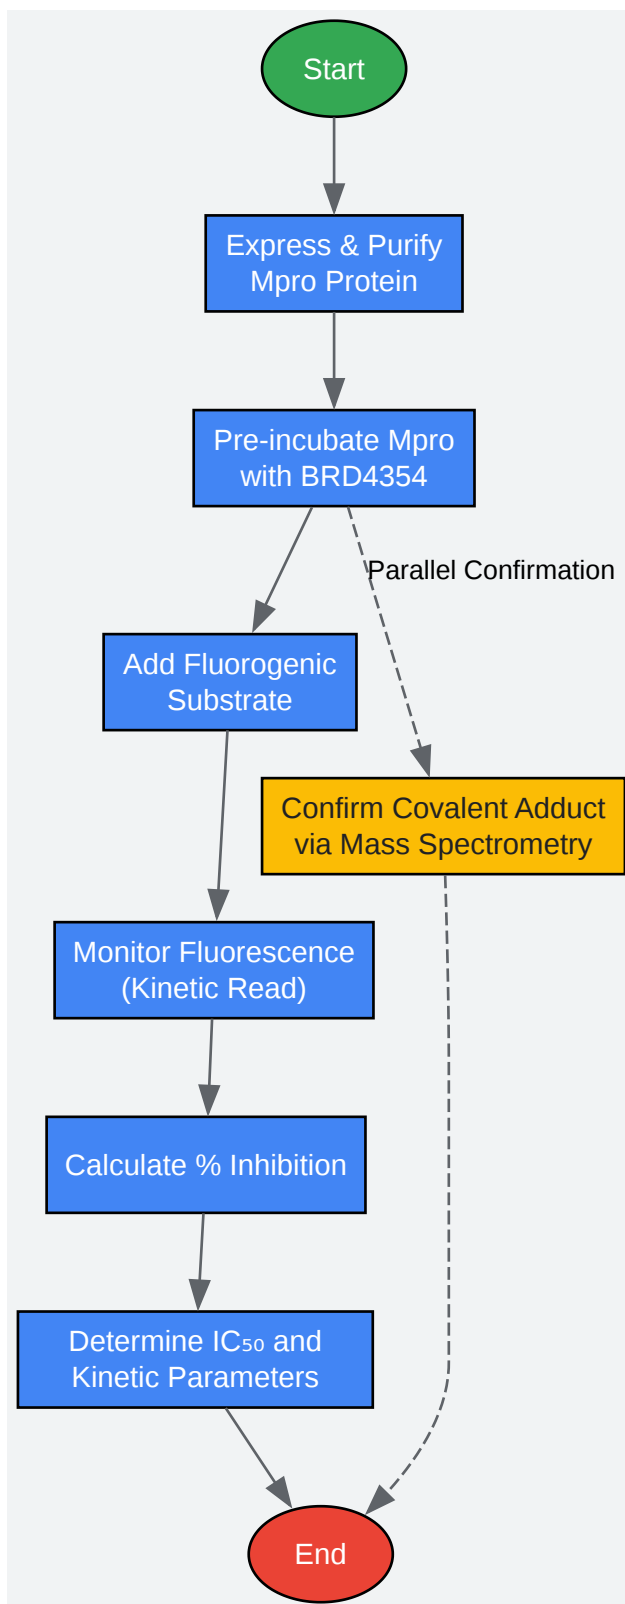 Start
Express & Purify
Mpro Protein
Pre-incubate Mpro
with BRD4354
Parallel Confirmation
Add Fluorogenic
Substrate
Confirm Covalent Adduct
via Mass Spectrometry
Monitor Fluorescence
(Kinetic Read)
Calculate % Inhibition
Determine IC₅₀ and
Kinetic Parameters
End